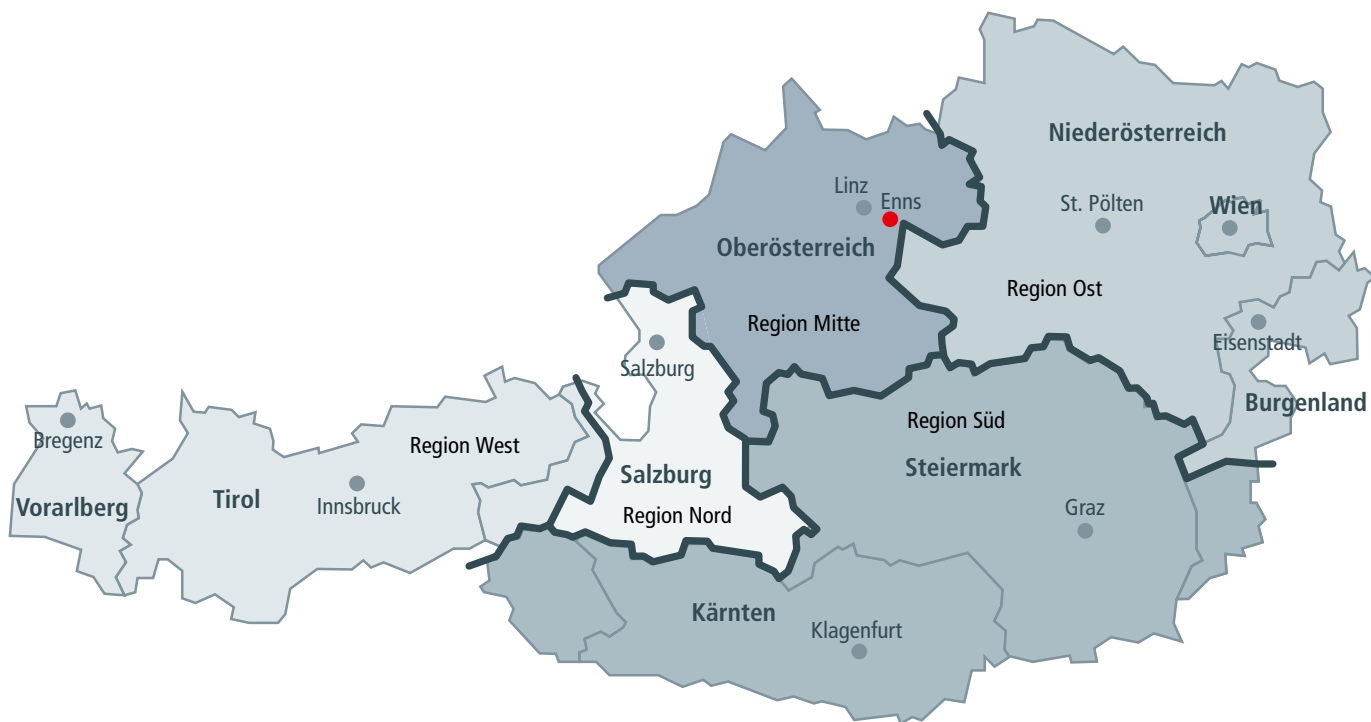 Niederösterreich
Linz
Enns
St. Pölten
Wien
Oberösterreich
Region Ost
Region Mitte
Eisenstadt
Salzburg
Burgenland
Bregenz
Region West
Region Süd
Steiermark
Salzburg
Tirol
Innsbruck
Vorarlberg
Region Nord
Graz
Kärnten
Klagenfurt